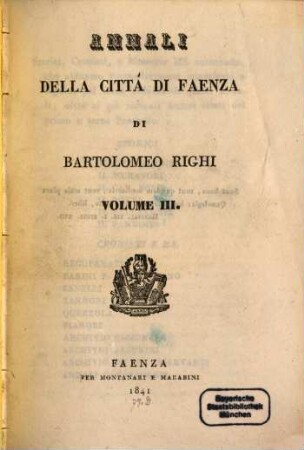 ANNALI
DELLA CITTÁ DI FAENZA
DI
BARTOLOMEO RIGHI
VOLUME III.
FAENZA
PER MONTANARI E MARABINI
1841
Bayerische
Staatsbibliothek
München